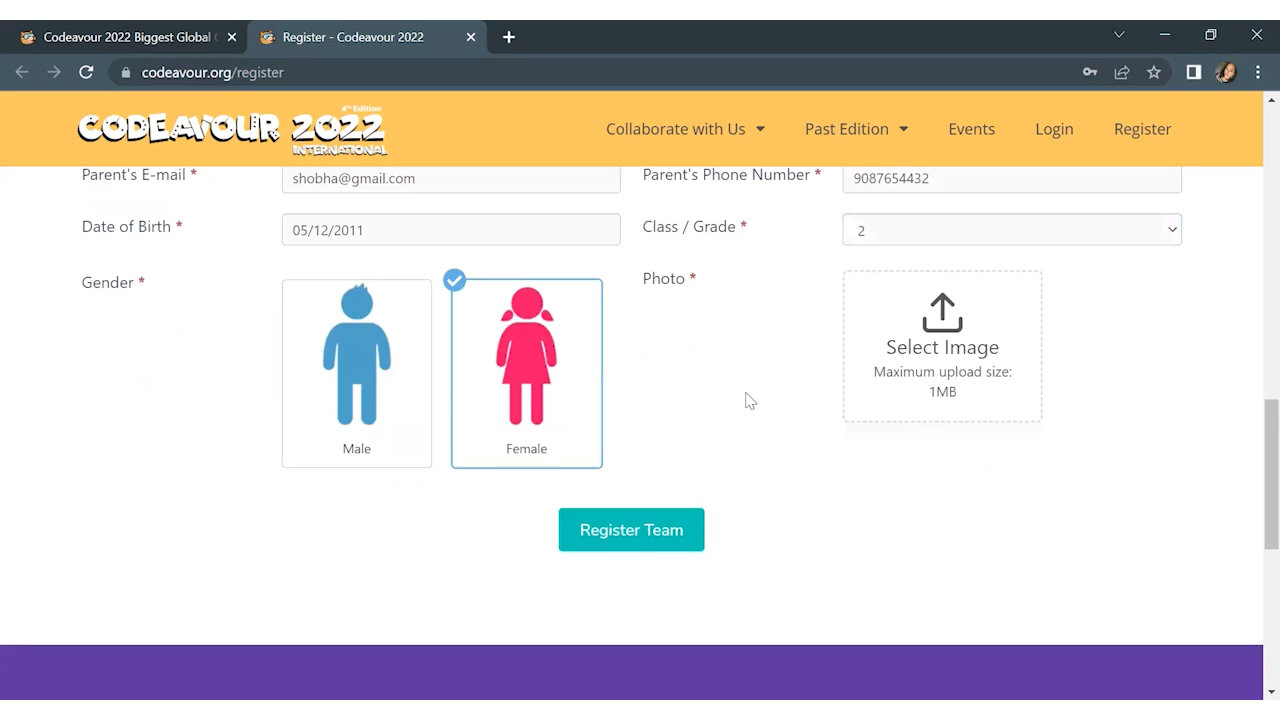 Codeavour 2022 Biggest Global
Register - Codeavour 2022
codeavour.org/register
4th Edition
CODEAVOUR 2022
INTERNATIONAL
Collaborate with Us
Past Edition
Events
Login
Register
Parent's E-mail *
shobha@gmail.com
Parent's Phone Number *
9087654432
Date of Birth *
05/12/2011
Class / Grade *
2
Gender *
Male
Female
Photo *
Select Image
Maximum upload size:
1MB
Register Team